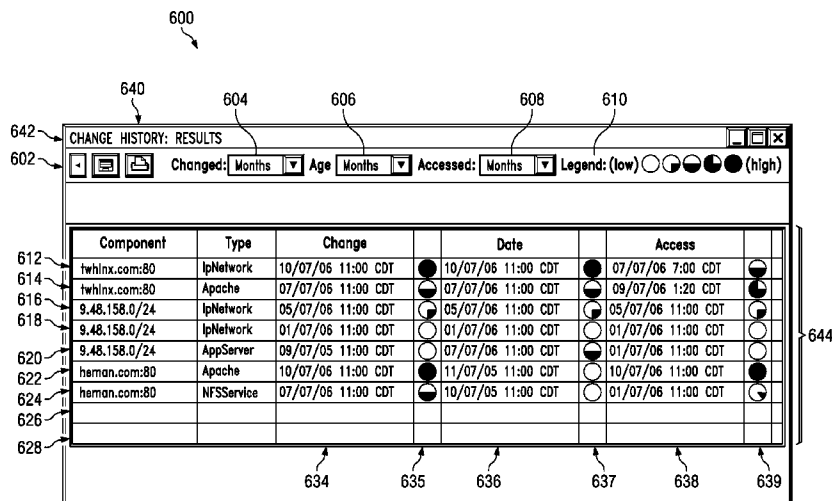 600
640
604
606
608
610
642
CHANGE HISTORY: RESULTS
602
Changed: Months Age Months Accessed: Months Legend: (low) (high)
Component Type Change Date Access
612 twhlnx.com:80 IpNetwork 10/07/06 11:00 CDT 10/07/06 11:00 CDT 07/07/06 7:00 CDT
614 twhlnx.com:80 Apache 07/07/06 11:00 CDT 07/07/06 11:00 CDT 09/07/06 1:20 CDT
616 9.48.158.0/24 IpNetwork 05/07/06 11:00 CDT 05/07/06 11:00 CDT 05/07/06 11:00 CDT
618 9.48.158.0/24 IpNetwork 01/07/06 11:00 CDT 01/07/06 11:00 CDT 01/07/06 11:00 CDT
644
620 9.48.158.0/24 AppServer 09/07/05 11:00 CDT 07/07/06 11:00 CDT 01/07/06 11:00 CDT
622 heman.com:80 Apache 10/07/06 11:00 CDT 11/07/05 11:00 CDT 10/07/06 11:00 CDT
624 heman.com:80 NFSService 07/07/06 11:00 CDT 10/07/05 11:00 CDT 01/07/06 11:00 CDT
626
628
634 635 636 637 638 639